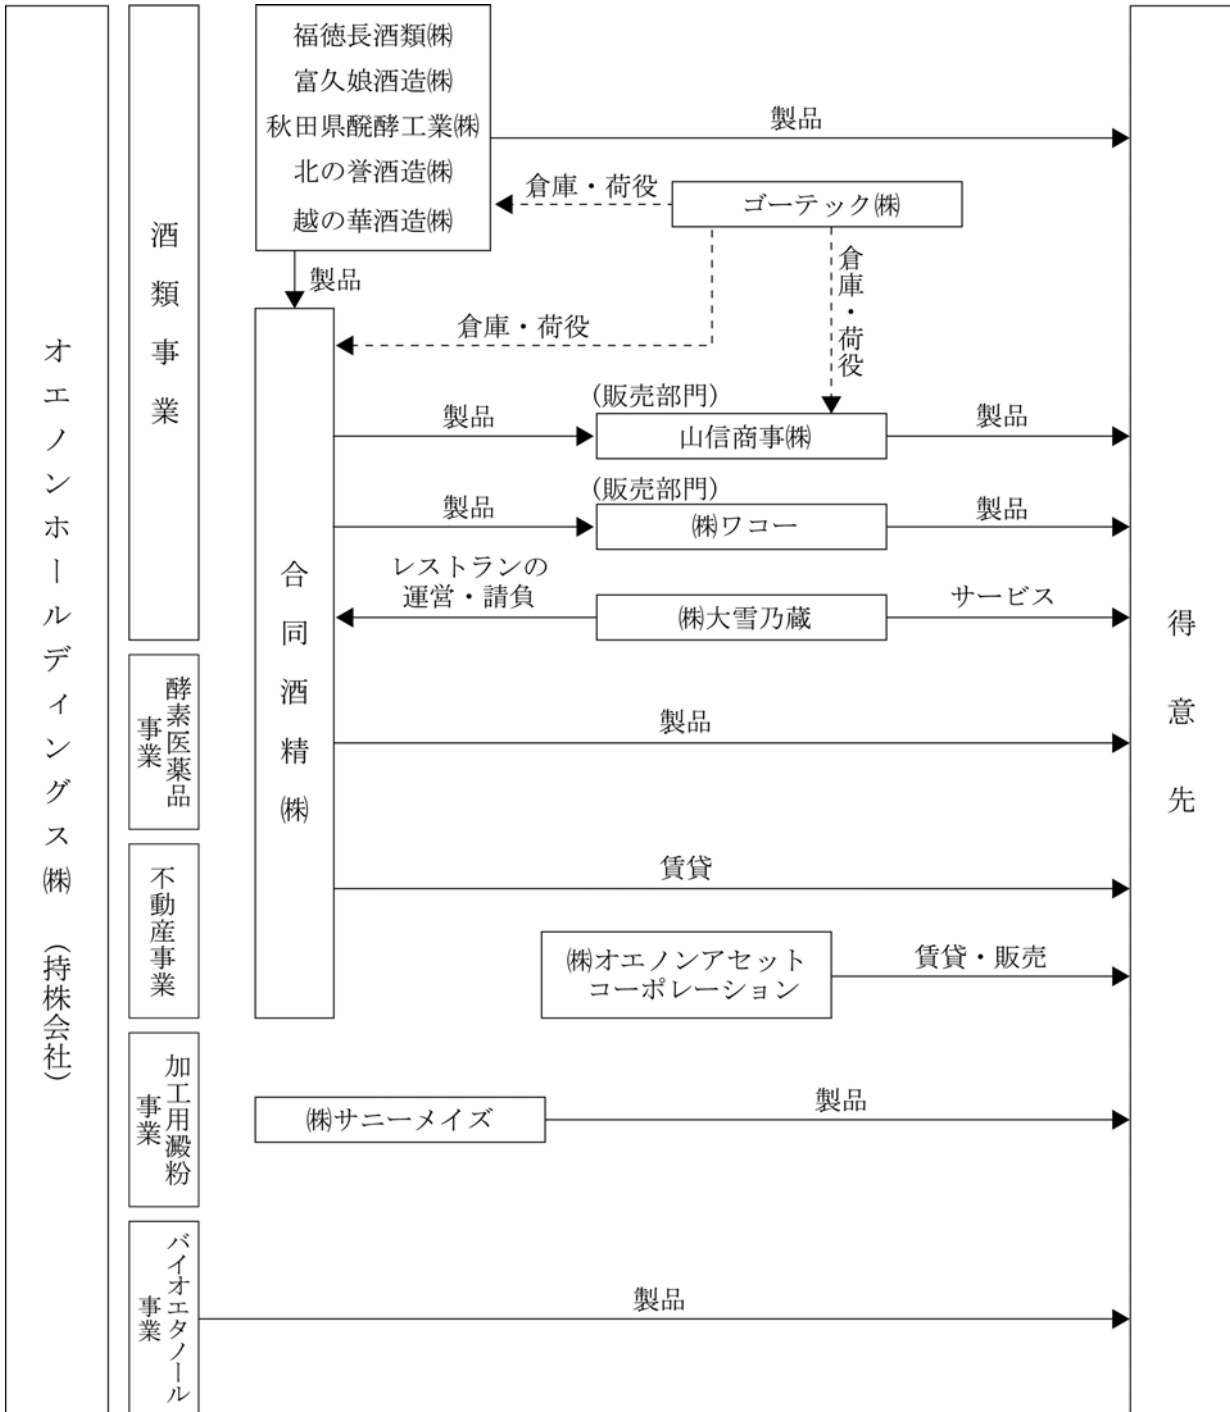 オエノンホールディングス㈱ (持株会社)
酒類事業
福徳長酒類㈱
富久娘酒造㈱
秋田県醗酵工業㈱
北の誉酒造㈱
越の華酒造㈱
製品
倉庫・荷役
ゴーテック㈱
製品
倉庫・荷役
倉庫・荷役
合同酒精㈱
製品
(販売部門)
山信商事㈱
製品
製品
(販売部門)
㈱ワコー
製品
レストランの
運営・請負
㈱大雪乃蔵
サービス
得意先
酵素医薬品
事業
製品
不動産事業
賃貸
㈱オエノンアセット
コーポレーション
賃貸・販売
加工用澱粉
事業
㈱サニーメイズ
製品
バイオエタノール
事業
製品